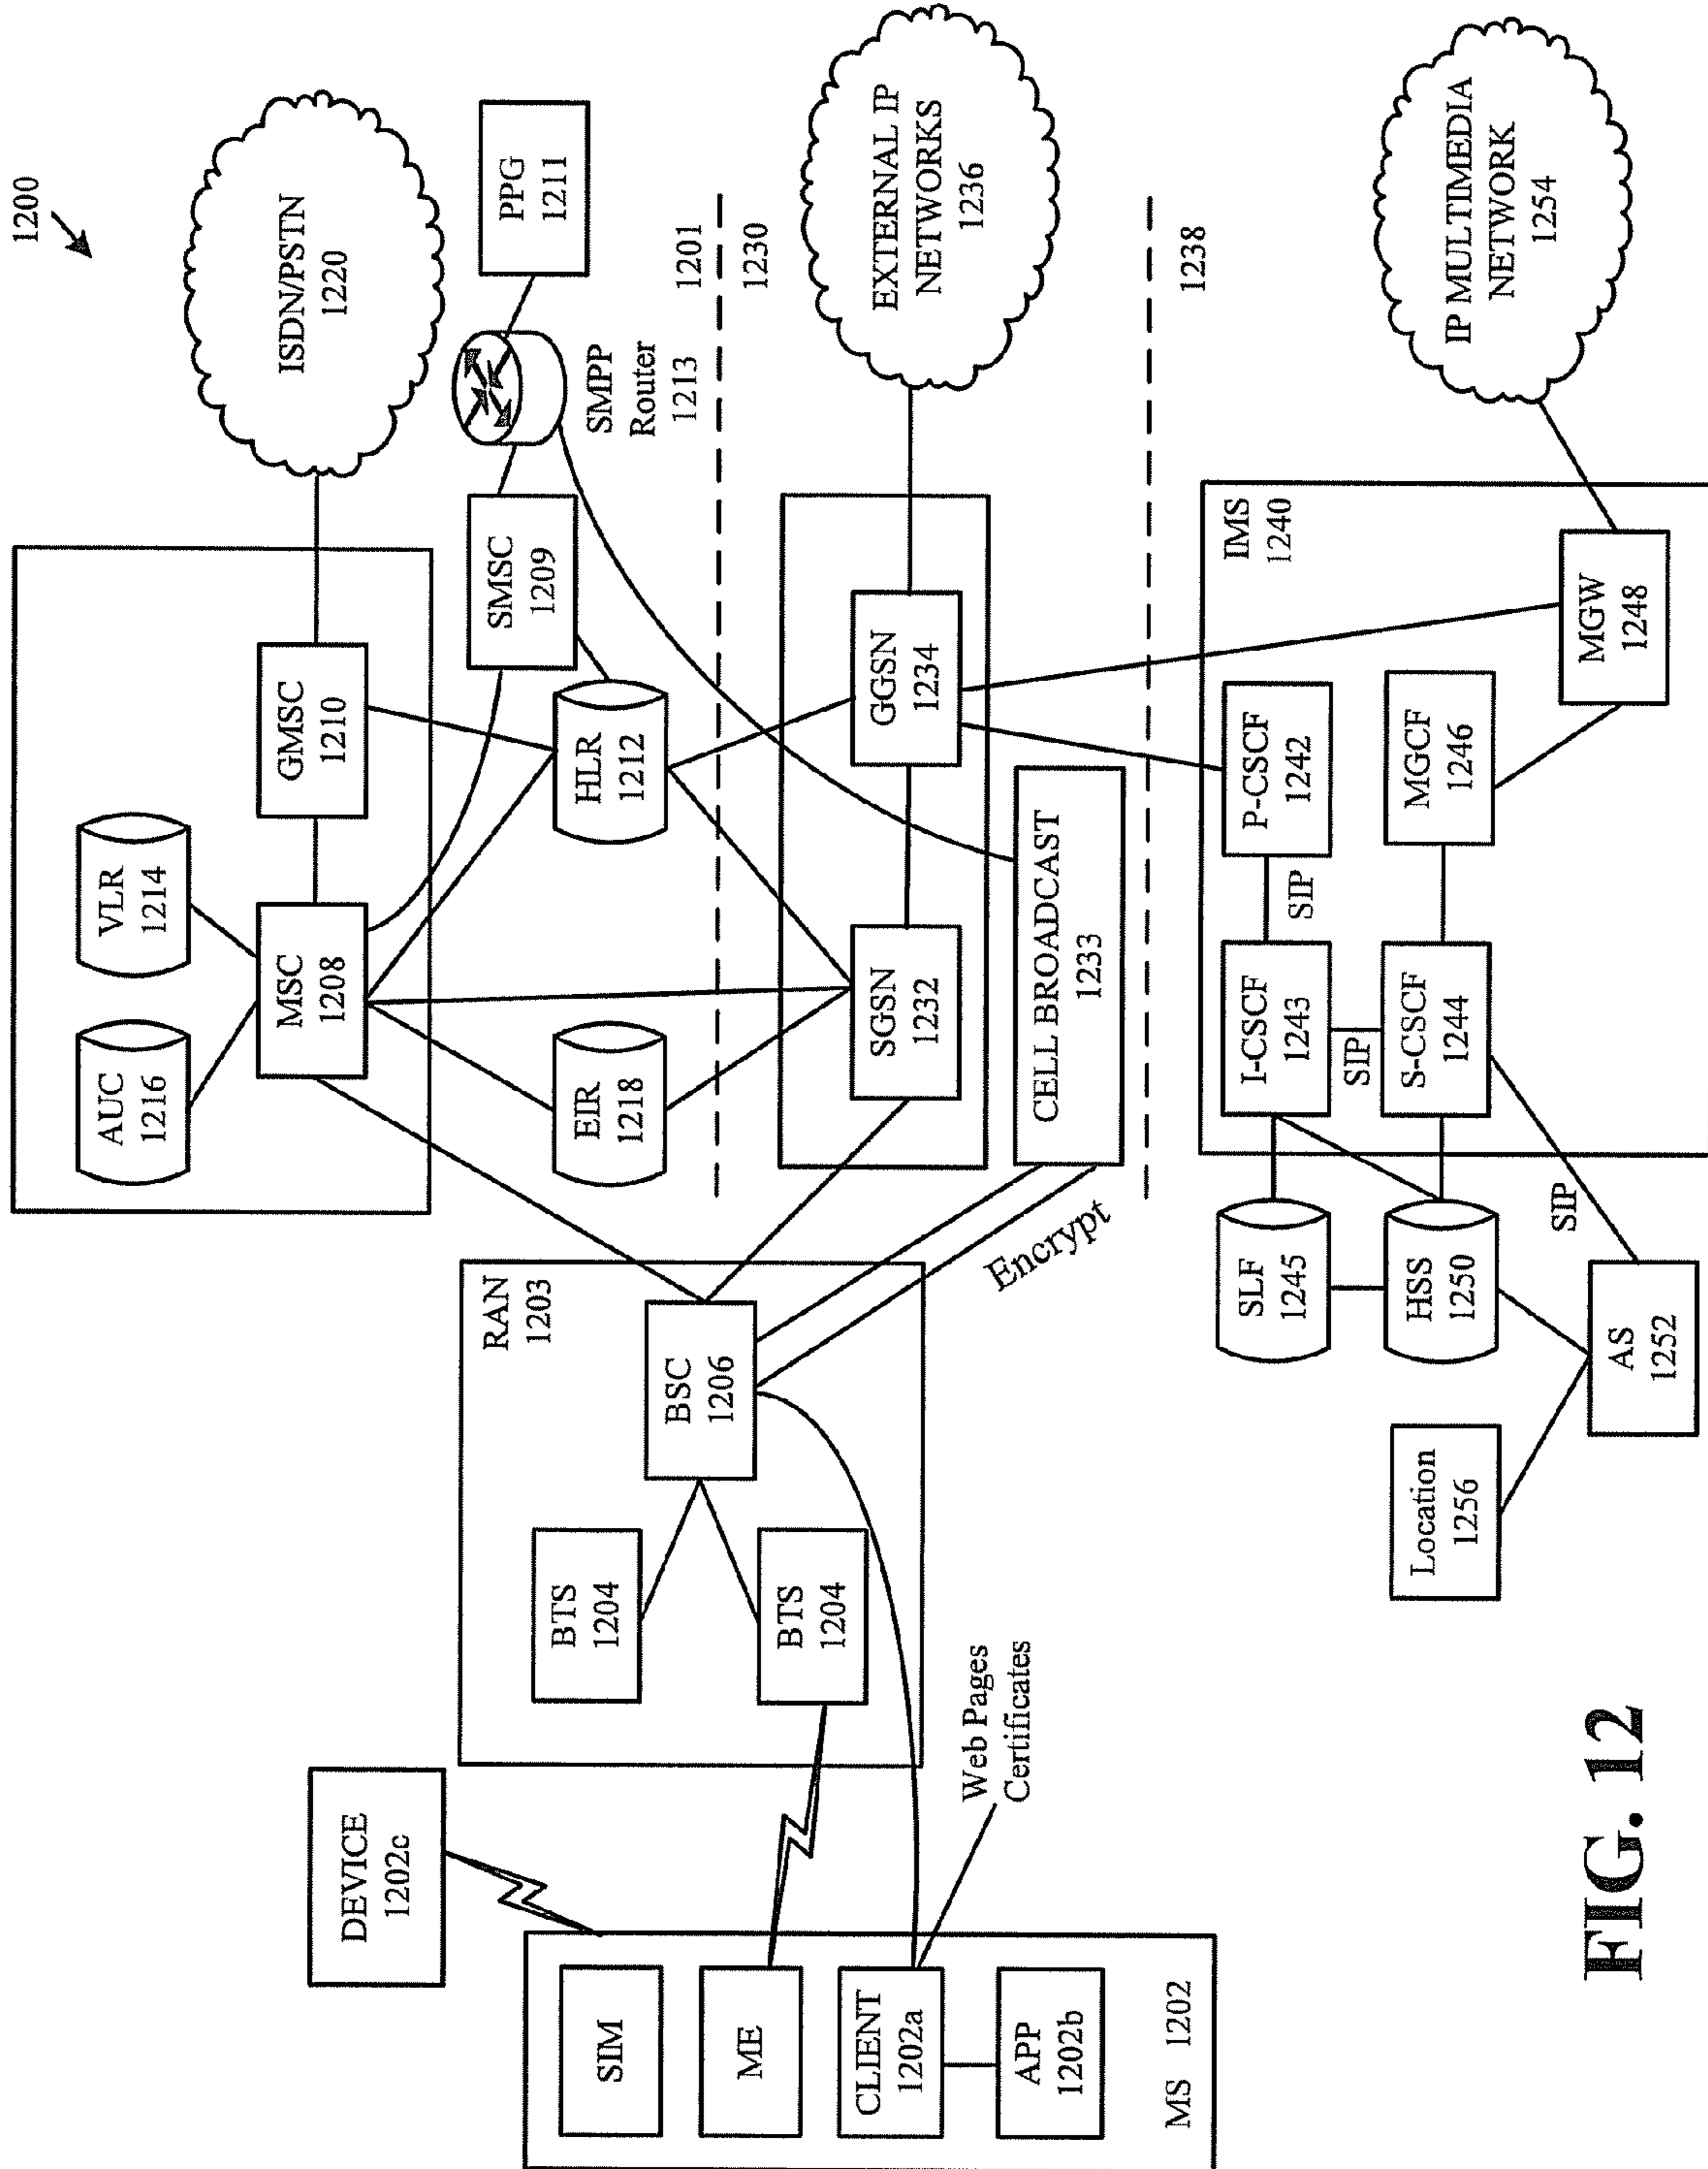 1200
ISDN/PSTN
1220
PPG
1211
AUC
1216
VLR
1214
MSC
1208
GMSC
1210
SMSC
1209
SMPP
Router
1213
EIR
1218
HLR
1212
1201
1230
SGSN
1232
GGSN
1234
EXTERNAL IP
NETWORKS
1236
CELL BROADCAST
1233
Encrypt
1238
DEVICE
1202c
RAN
1203
BTS
1204
BTS
1204
BSC
1206
SIM
ME
CLIENT
1202a
APP
1202b
MS 1202
Web Pages
Certificates
IMS
1240
I-CSCF
1243
SIP
P-CSCF
1242
SIP
S-CSCF
1244
MGCF
1246
MGW
1248
IP MULTIMEDIA
NETWORK
1254
SLF
1245
HSS
1250
SIP
Location
1256
AS
1252
FIG. 12